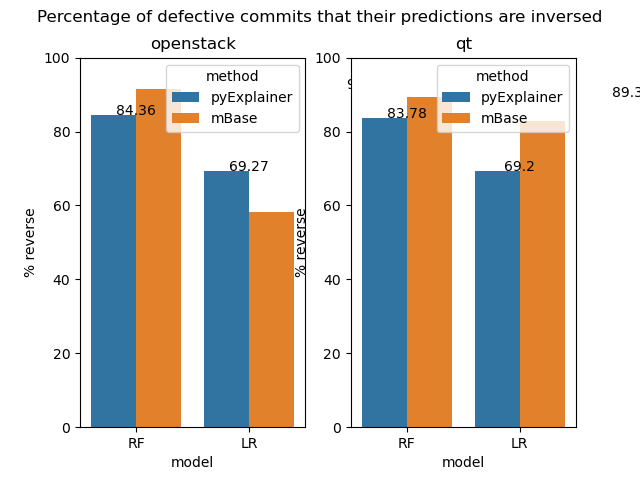 Percentage of defective commits that their predictions are inversed
openstack
100
80
60
40
20
0
% reverse
84.36
69.27
method
pyExplainer
mBase
RF
LR
model
qt
100
80
60
40
20
0
% reverse
83.78
69.2
89.3
method
pyExplainer
mBase
RF
LR
model